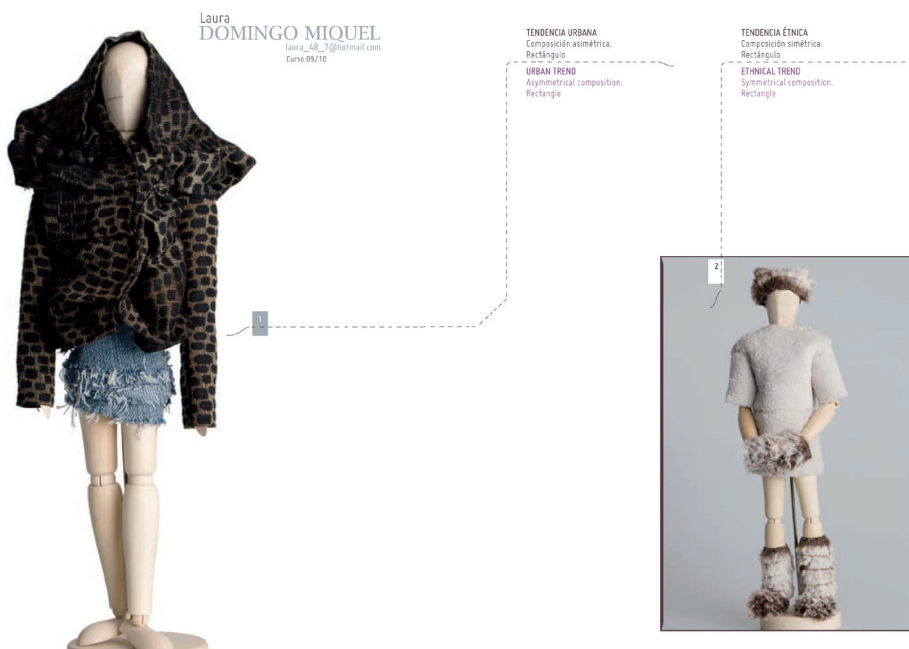 Laura
DOMINGO MIQUEL
laura_48_7@hotmail.com
Curso 09/10
TENDENCIA URBANA
Composición asimétrica.
Rectángulo
URBAN TREND
Asymmetrical composition.
Rectangle
TENDENCIA ÉTNICA
Composición simétrica.
Rectángulo
ETHNICAL TREND
Symmetrical composition.
Rectangle
1
2